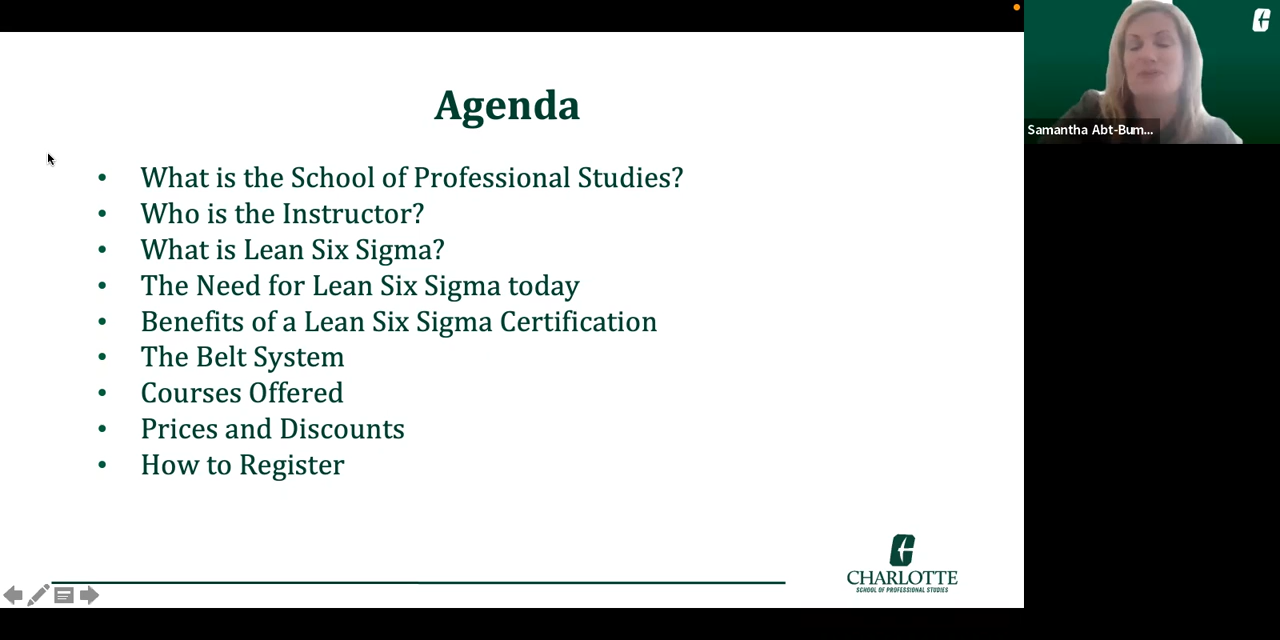 Agenda
• What is the School of Professional Studies?
• Who is the Instructor?
• What is Lean Six Sigma?
• The Need for Lean Six Sigma today
• Benefits of a Lean Six Sigma Certification
• The Belt System
• Courses Offered
• Prices and Discounts
• How to Register
CHARLOTTE
SCHOOL OF PROFESSIONAL STUDIES
Samantha Abt-Bum...